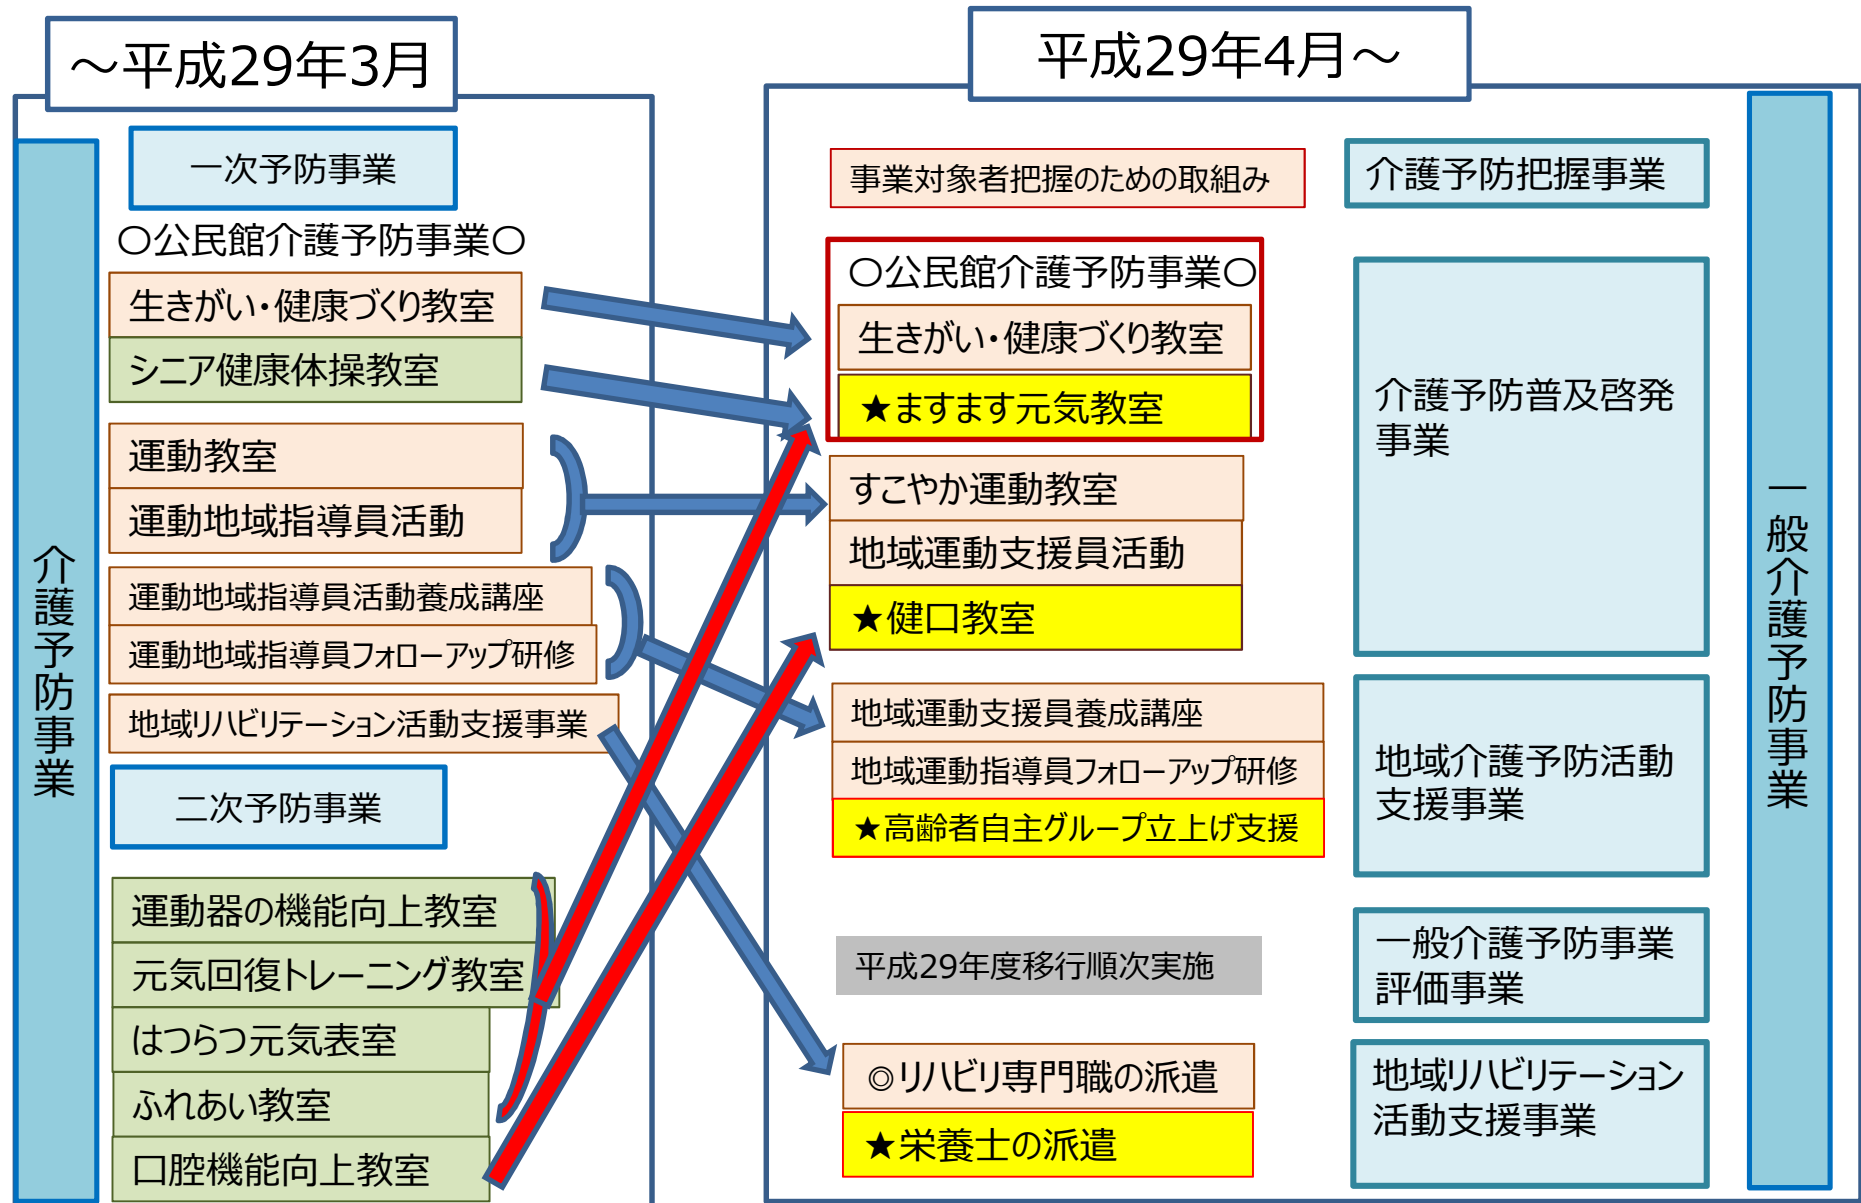 ～平成29年3月
介護予防事業
一次予防事業
〇公民館介護予防事業〇
生きがい・健康づくり教室
シニア健康体操教室
運動教室
運動地域指導員活動
運動地域指導員活動養成講座
運動地域指導員フォローアップ研修
地域リハビリテーション活動支援事業
二次予防事業
運動器の機能向上教室
元気回復トレーニング教室
はつらつ元気表室
ふれあい教室
口腔機能向上教室
平成29年4月～
事業対象者把握のための取組み
介護予防把握事業
〇公民館介護予防事業〇
生きがい・健康づくり教室
★ますます元気教室
すこやか運動教室
地域運動支援員活動
★健口教室
介護予防普及啓発
事業
地域運動支援員養成講座
地域運動指導員フォローアップ研修
★高齢者自主グループ立上げ支援
地域介護予防活動
支援事業
平成29年度移行順次実施
一般介護予防事業
評価事業
◎リハビリ専門職の派遣
★栄養士の派遣
地域リハビリテーション
活動支援事業
一般介護予防事業